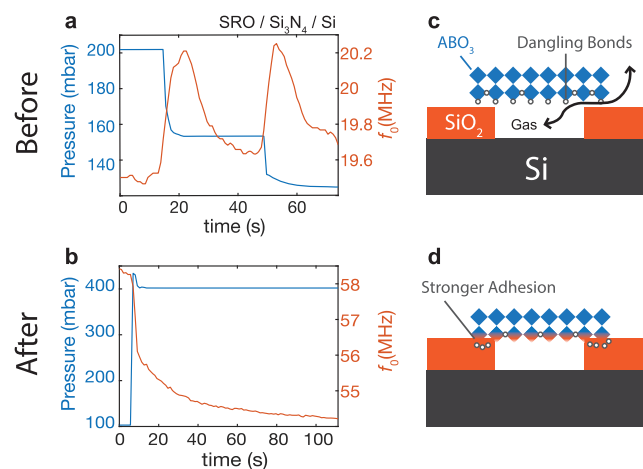 Before
a
SRO / Si₃N₄ / Si
Pressure (mbar)
200
180
160
140
20.2
20.0
19.8
19.6
f₀(MHz)
0
20
40
60
time (s)
c
ABO₃
Dangling Bonds
SiO₂
Gas
Si
After
b
Pressure (mbar)
400
300
200
100
58
57
56
55
f₀(MHz)
0
20
40
60
80
100
time (s)
d
Stronger Adhesion